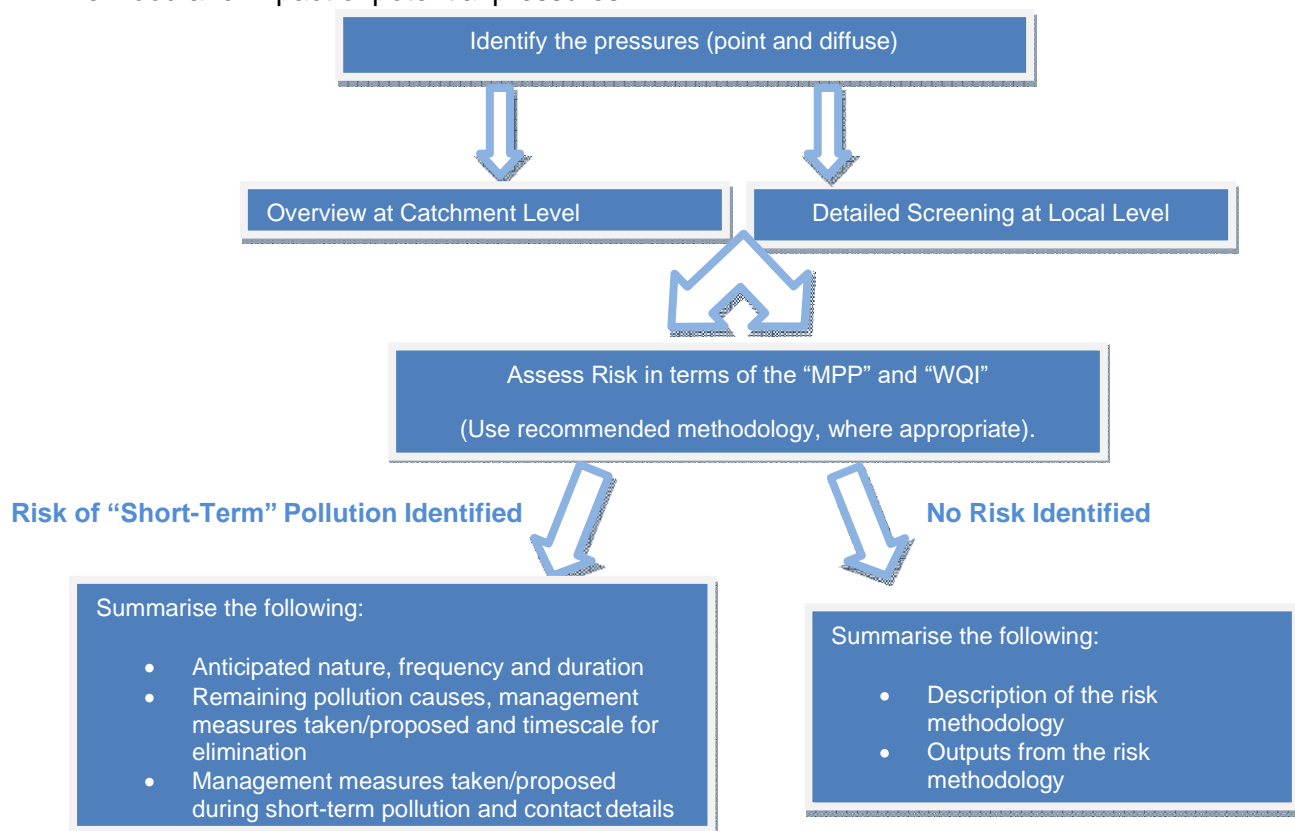 Identify the pressures (point and diffuse)
Overview at Catchment Level
Detailed Screening at Local Level
Assess Risk in terms of the “MPP” and “WQI”
(Use recommended methodology, where appropriate).
Risk of “Short-Term” Pollution Identified
No Risk Identified
Summarise the following:
• Anticipated nature, frequency and duration
• Remaining pollution causes, management
measures taken/proposed and timescale for
elimination
• Management measures taken/proposed
during short-term pollution and contact details
Summarise the following:
• Description of the risk
methodology
• Outputs from the risk
methodology